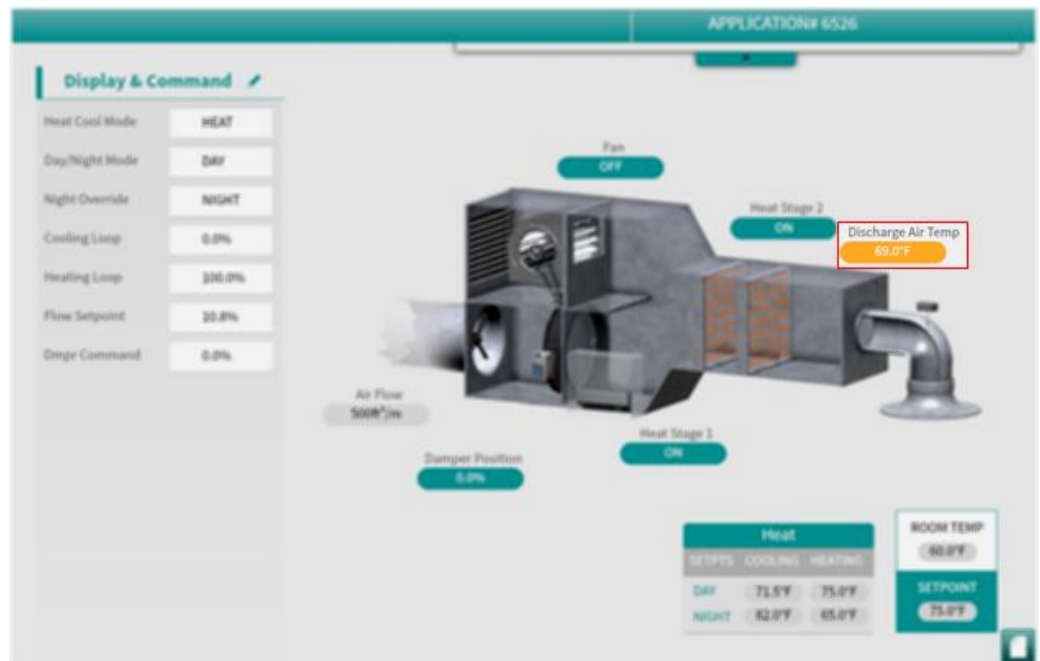 APPLICATION# 6526
Display & Command
Heat Cool Mode HEAT
Day/Night Mode DAY
Night Override NIGHT
Cooling Loop 0.0%
Heating Loop 100.0%
Flow Setpoint 10.8%
Dmpr Command 0.0%
Fan
OFF
Heat Stage 2
ON
Discharge Air Temp
69.0°F
Air Flow
500ft³/m
Damper Position
0.0%
Heat Stage 1
ON
Heat
SETPTS COOLING HEATING
DAY 71.5°F 75.0°F
NIGHT 82.0°F 65.0°F
ROOM TEMP
60.0°F
SETPOINT
75.0°F